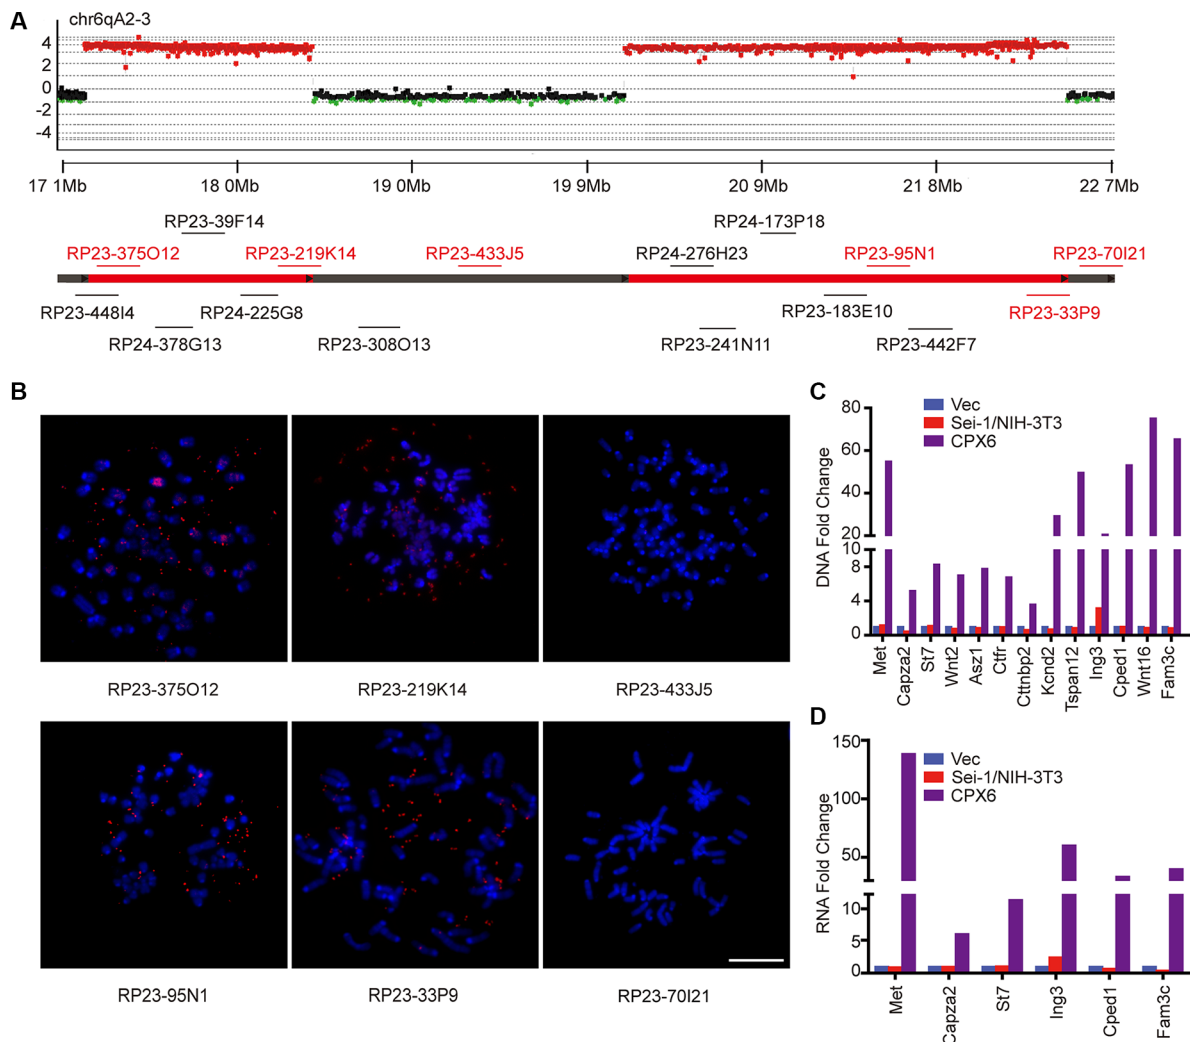 A
chr6qA2-3
4
2
0
-2
-4
17 1Mb 18 0Mb 19 0Mb 19 9Mb 20 9Mb 21 8Mb 22 7Mb
RP23-39F14 RP24-173P18
RP23-375O12 RP23-219K14 RP23-433J5 RP24-276H23 RP23-95N1 RP23-70I21
RP23-448I4 RP24-225G8 RP23-183E10 RP23-33P9
RP24-378G13 RP23-308O13 RP23-241N11 RP23-442F7
B
RP23-375O12 RP23-219K14 RP23-433J5
RP23-95N1 RP23-33P9 RP23-70I21
C
Vec
Sei-1/NIH-3T3
CPX6
DNA Fold Change
80
60
40
20
10
8
4
0
Met Capza2 St7 Wnt2 Asz1 Ctfr Cttnbp2 Kcnd2 Tspan12 Ing3 Cped1 Wnt16 Fam3c
D
Vec
Sei-1/NIH-3T3
CPX6
RNA Fold Change
150
100
50
10
5
0
Met Capza2 St7 Ing3 Cped1 Fam3c